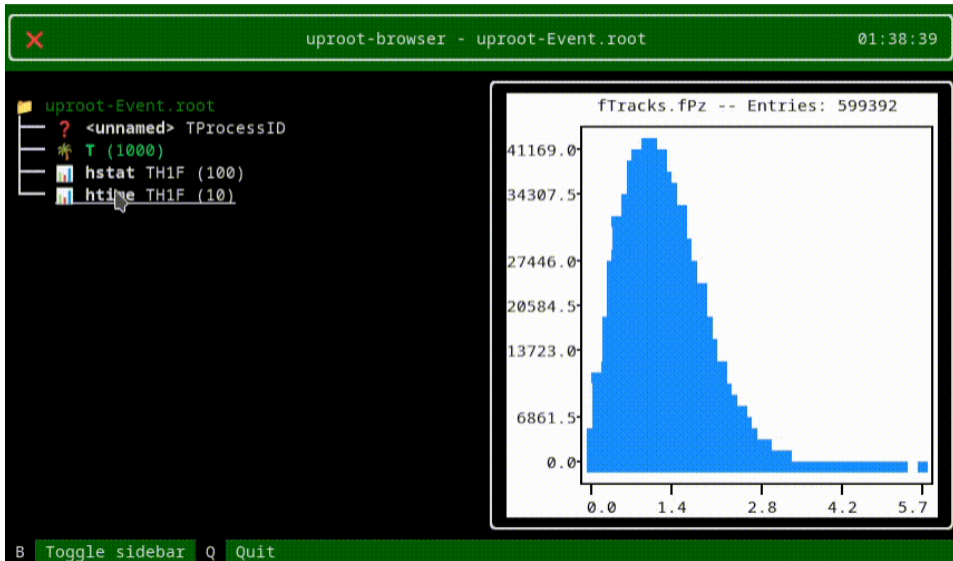 uproot-browser - uproot-Event.root 01:38:39
uproot-Event.root
<unnamed> TProcessID
T (1000)
hstat TH1F (100)
htime TH1F (10)
fTracks.fPz -- Entries: 599392
41169.0
34307.5
27446.0
20584.5
13723.0
6861.5
0.0
0.0 1.4 2.8 4.2 5.7
B Toggle sidebar Q Quit